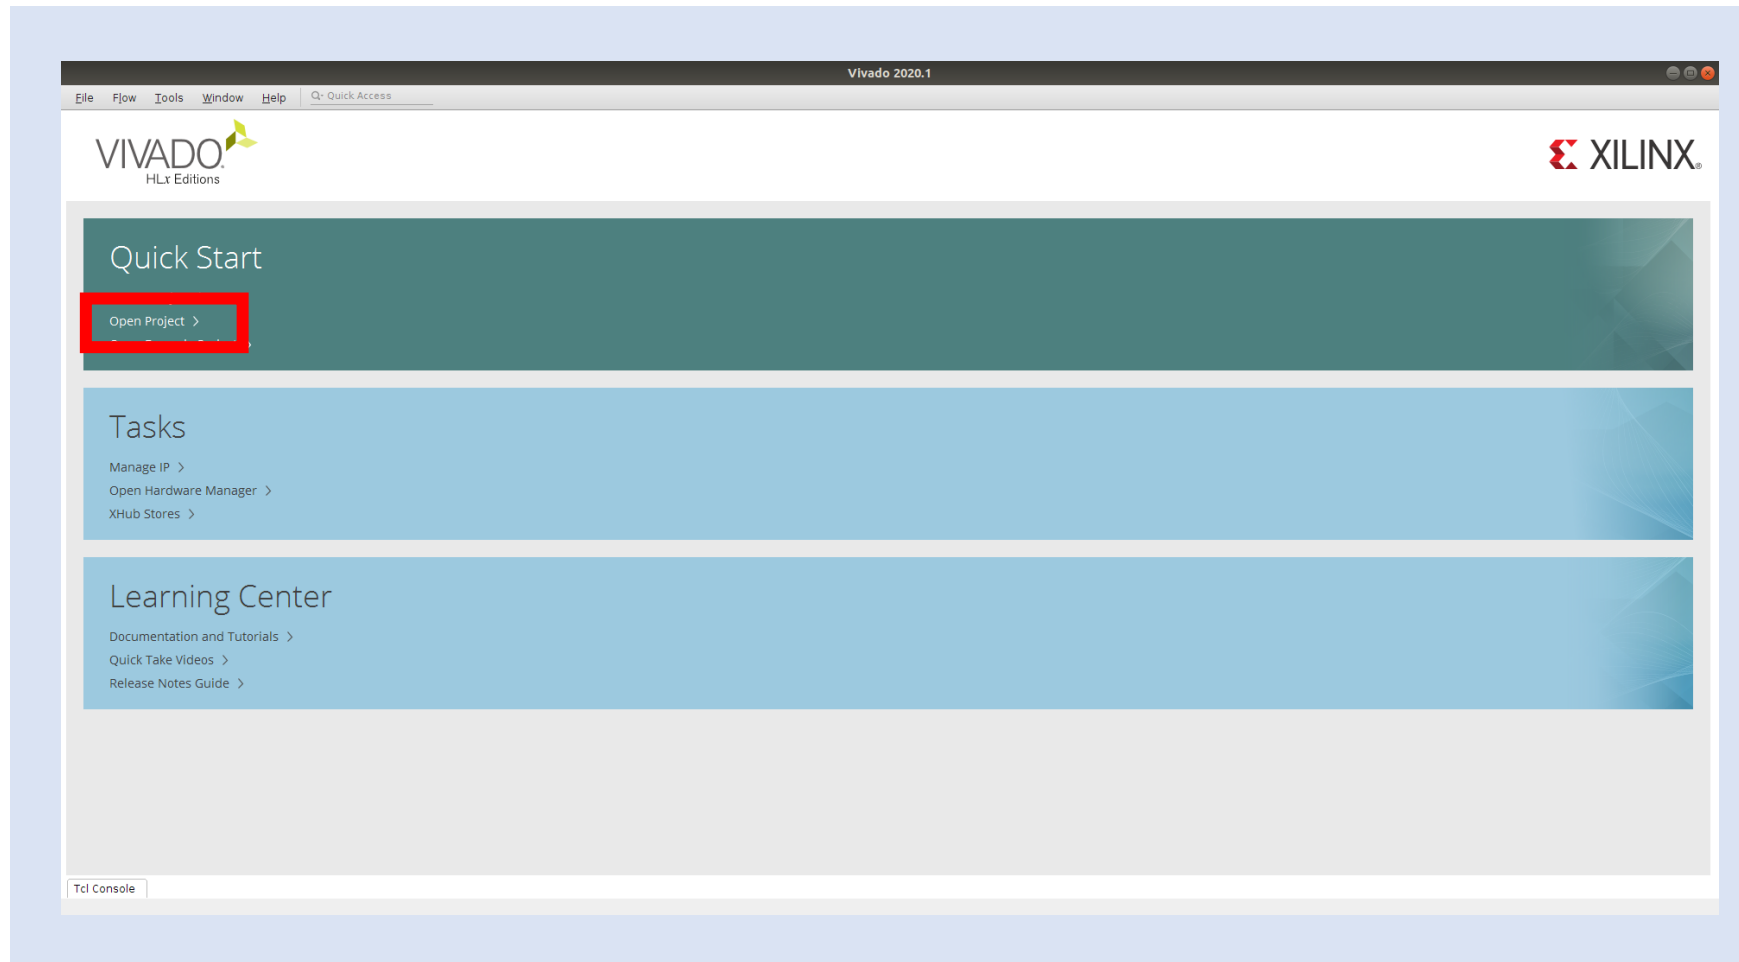 Vivado 2020.1
File Flow Tools Window Help Quick Access
VIVADO.
HLx Editions
XILINX®
Quick Start
Open Project >
Tasks
Manage IP >
Open Hardware Manager >
XHub Stores >
Learning Center
Documentation and Tutorials >
Quick Take Videos >
Release Notes Guide >
Tcl Console